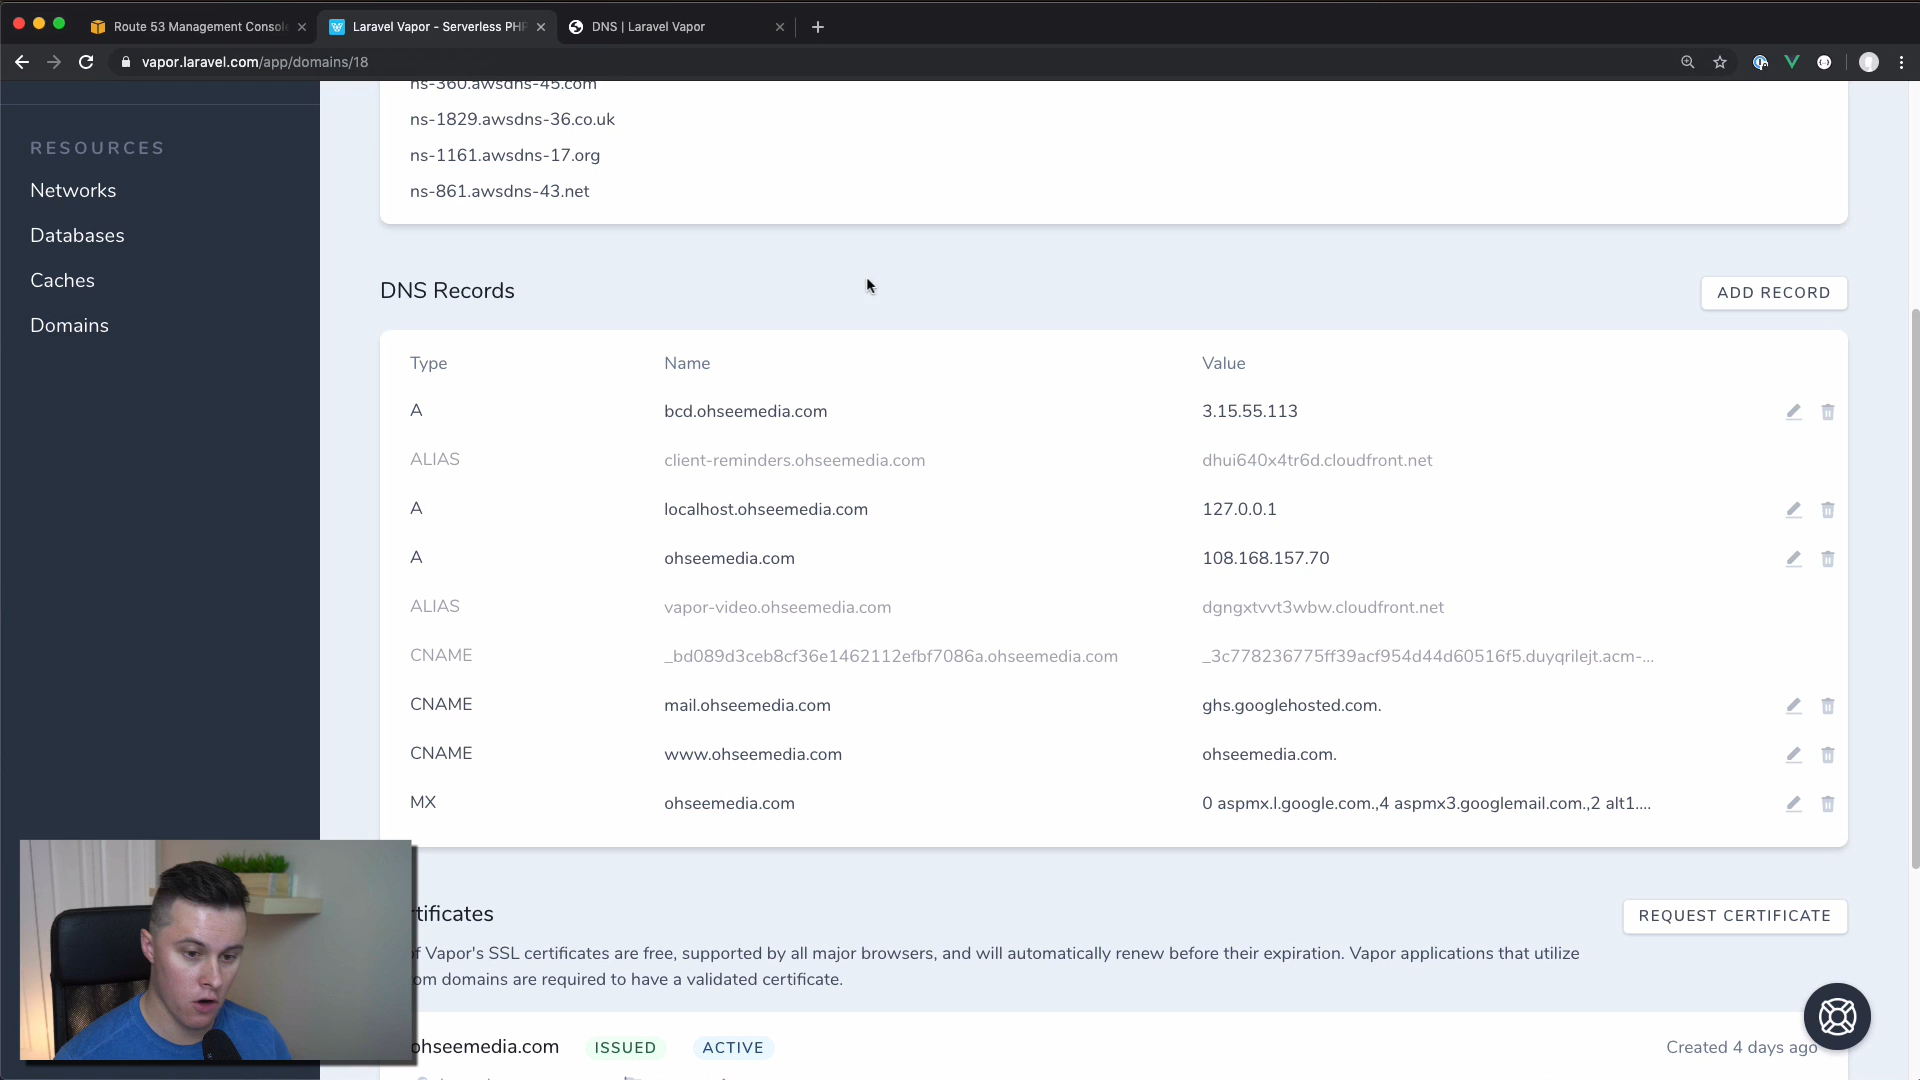 Route 53 Management Consol
Laravel Vapor - Serverless PHP
DNS | Laravel Vapor
vapor.laravel.com/app/domains/18
ns-360.awsdns-45.com
ns-1829.awsdns-36.co.uk
ns-1161.awsdns-17.org
ns-861.awsdns-43.net
RESOURCES
Networks
Databases
Caches
Domains
DNS Records
ADD RECORD
Type Name Value
A bcd.ohseemedia.com 3.15.55.113
ALIAS client-reminders.ohseemedia.com dhui640x4tr6d.cloudfront.net
A localhost.ohseemedia.com 127.0.0.1
A ohseemedia.com 108.168.157.70
ALIAS vapor-video.ohseemedia.com dgngxtvvt3wbw.cloudfront.net
CNAME _bd089d3ceb8cf36e1462112efbf7086a.ohseemedia.com _3c778236775ff39acf954d44d60516f5.duyqrilejt.acm-...
CNAME mail.ohseemedia.com ghs.googlehosted.com.
CNAME www.ohseemedia.com ohseemedia.com.
MX ohseemedia.com 0 aspmx.l.google.com.,4 aspmx3.googlemail.com.,2 alt1....
tificates
REQUEST CERTIFICATE
f Vapor's SSL certificates are free, supported by all major browsers, and will automatically renew before their expiration. Vapor applications that utilize
om domains are required to have a validated certificate.
ohseemedia.com ISSUED ACTIVE Created 4 days ago